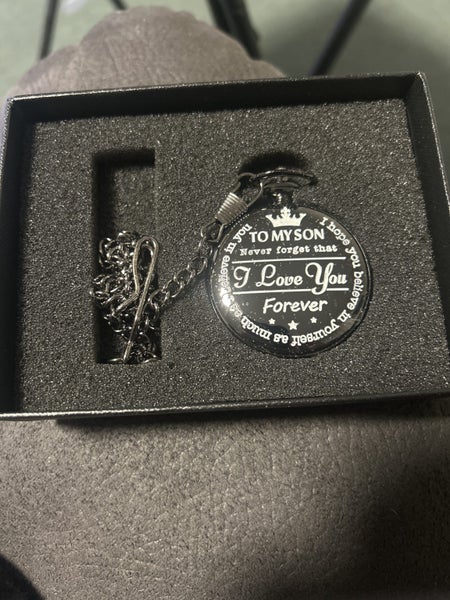 TO MY SON
Never forget that
I Love You
Forever
I hope you believe in yourself as much as I believe in you